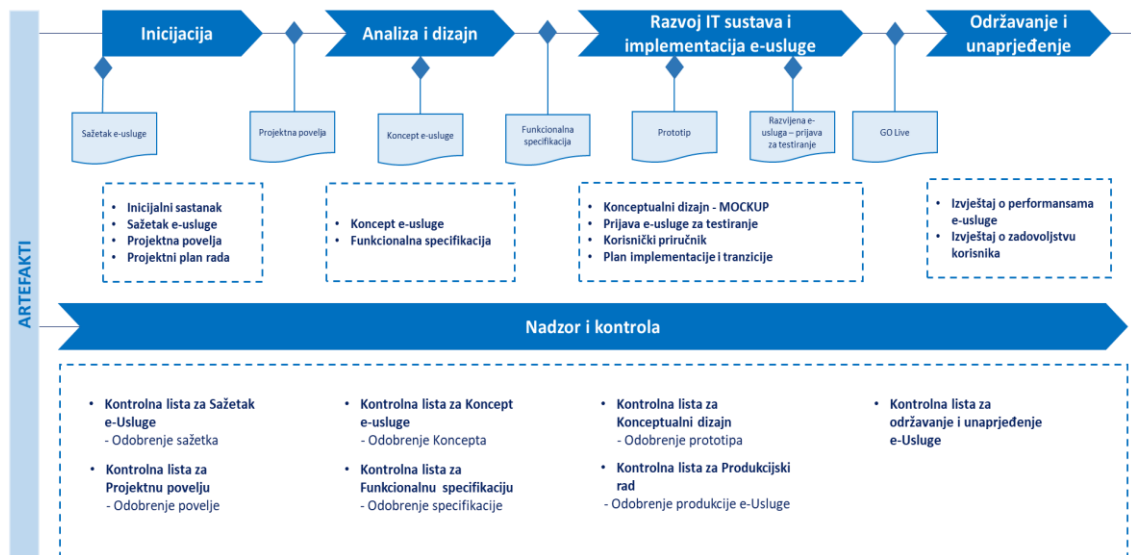 Inicijacija
Analiza i dizajn
Razvoj IT sustava i
implementacija e-usluge
Održavanje i
unaprjeđenje
Sažetak e-usluge
Projektna povelja
Koncept e-usluge
Funkcionalna
specifikacija
Prototip
Razvijena e-
usluga – prijava
za testiranje
GO Live
ARTEFAKTI
• Inicijalni sastanak
• Sažetak e-usluge
• Projektna povelja
• Projektni plan rada
• Koncept e-usluge
• Funkcionalna specifikacija
• Konceptualni dizajn - MOCKUP
• Prijava e-usluge za testiranje
• Korisnički priručnik
• Plan implementacije i tranzicije
• Izvještaj o performansama
e-usluge
• Izvještaj o zadovoljstvu
korisnika
Nadzor i kontrola
• Kontrolna lista za Sažetak
e-Usluge
- Odobrenje sažetka
• Kontrolna lista za
Projektnu povelju
- Odobrenje povelje
• Kontrolna lista za Koncept
e-usluge
- Odobrenje Koncepta
• Kontrolna lista za
Funkcionalnu specifikaciju
- Odobrenje specifikacije
• Kontrolna lista za
Konceptualni dizajn
- Odobrenje prototipa
• Kontrolna lista za Produkcijski
rad
- Odobrenje produkcije e-Usluge
• Kontrolna lista za
održavanje i unaprjeđenje
e-Usluge